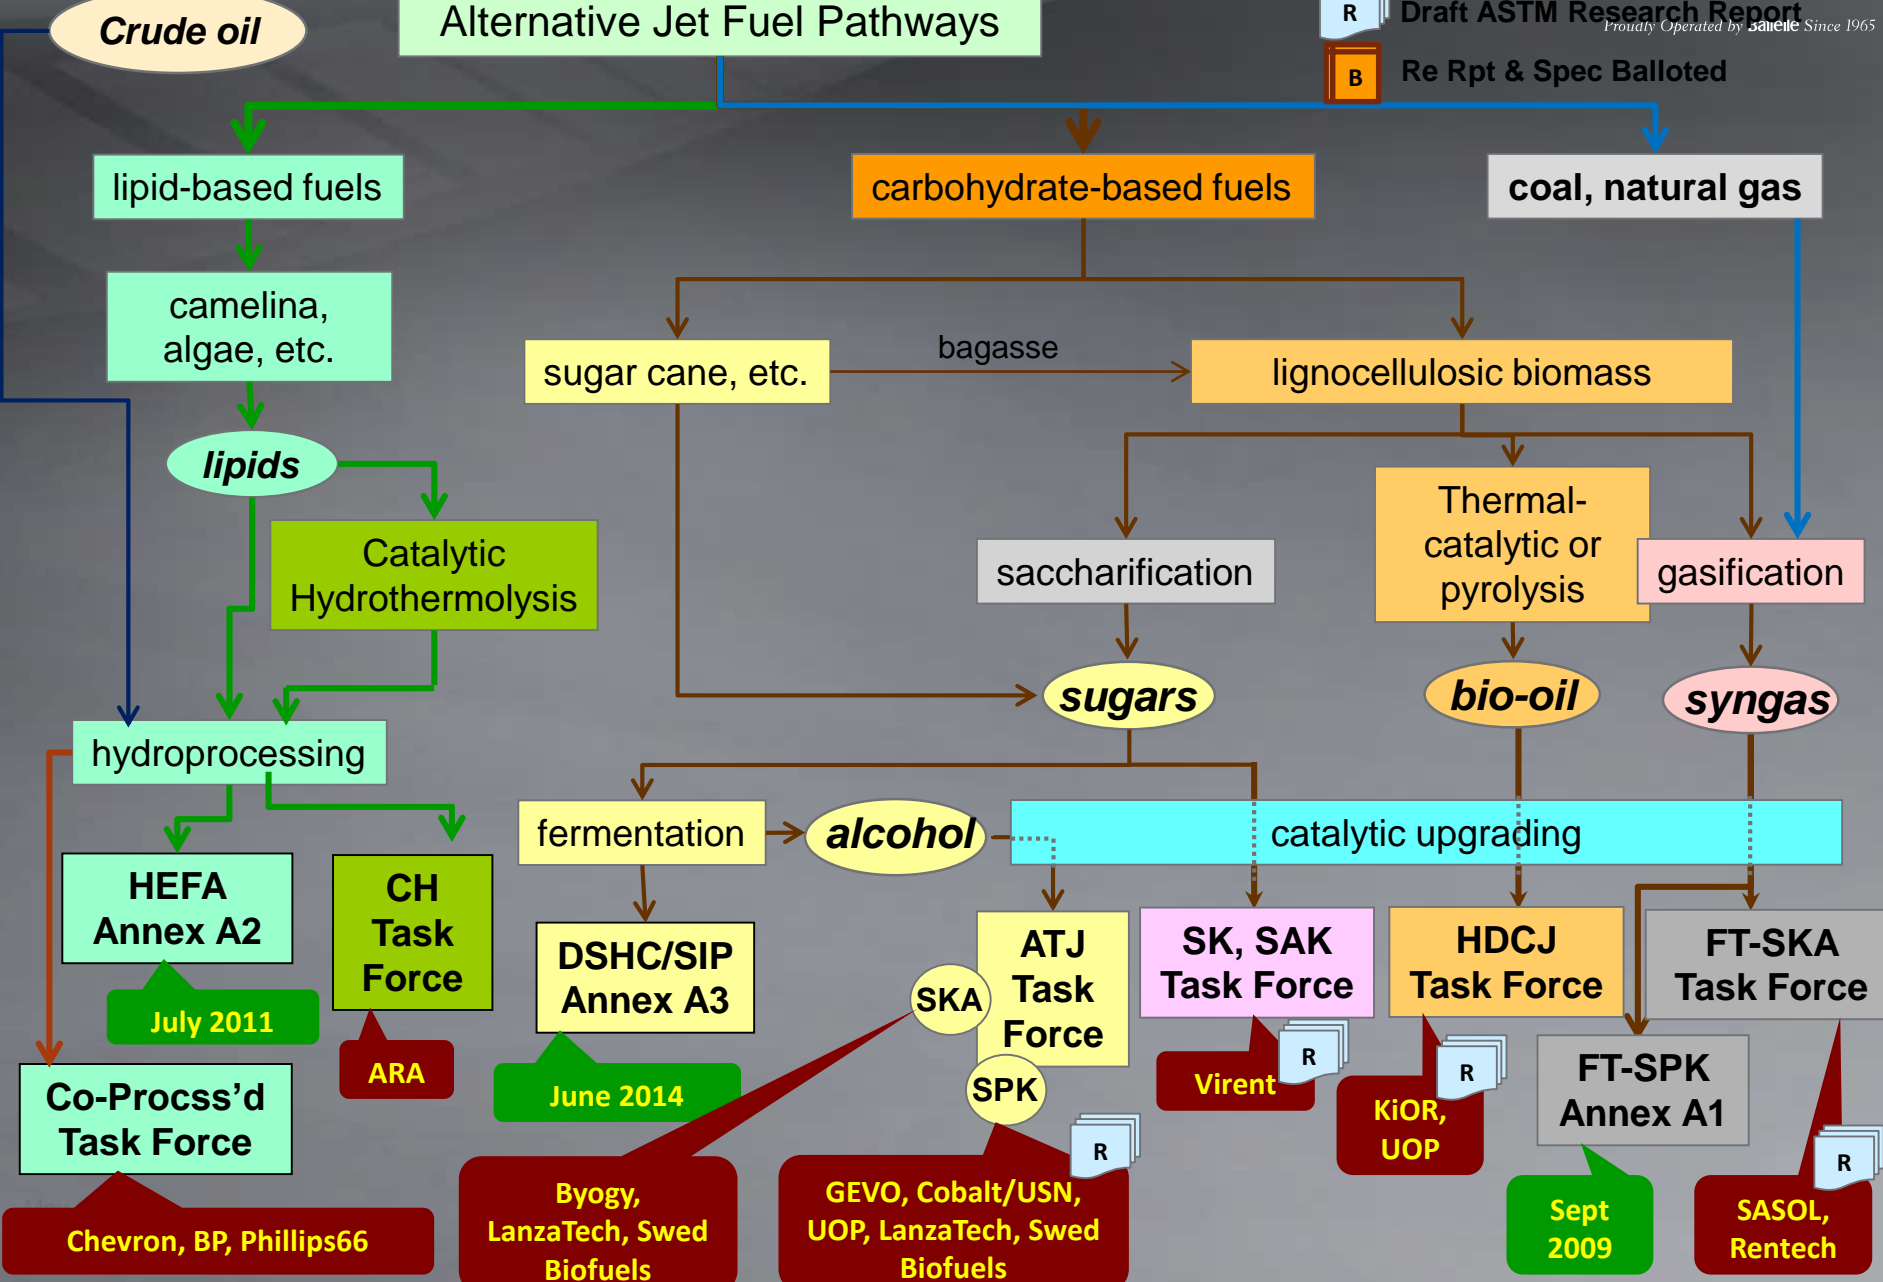 Crude oil
Alternative Jet Fuel Pathways
R
Draft ASTM Research Report
Proudly Operated by Battelle Since 1965
B
Re Rpt & Spec Balloted
lipid-based fuels
carbohydrate-based fuels
coal, natural gas
camelina,
algae, etc.
sugar cane, etc.
bagasse
lignocellulosic biomass
lipids
Catalytic
Hydrothermolysis
saccharification
Thermal-
catalytic or
pyrolysis
gasification
sugars
bio-oil
syngas
hydroprocessing
fermentation
alcohol
catalytic upgrading
HEFA
Annex A2
CH
Task
Force
DSHC/SIP
Annex A3
SKA
ATJ
Task
Force
SPK
SK, SAK
Task Force
HDCJ
Task Force
FT-SKA
Task Force
July 2011
ARA
June 2014
Virent
R
KiOR,
UOP
R
FT-SPK
Annex A1
Co-Procss'd
Task Force
R
R
Chevron, BP, Phillips66
Byogy,
LanzaTech, Swed
Biofuels
GEVO, Cobalt/USN,
UOP, LanzaTech, Swed
Biofuels
Sept
2009
SASOL,
Rentech